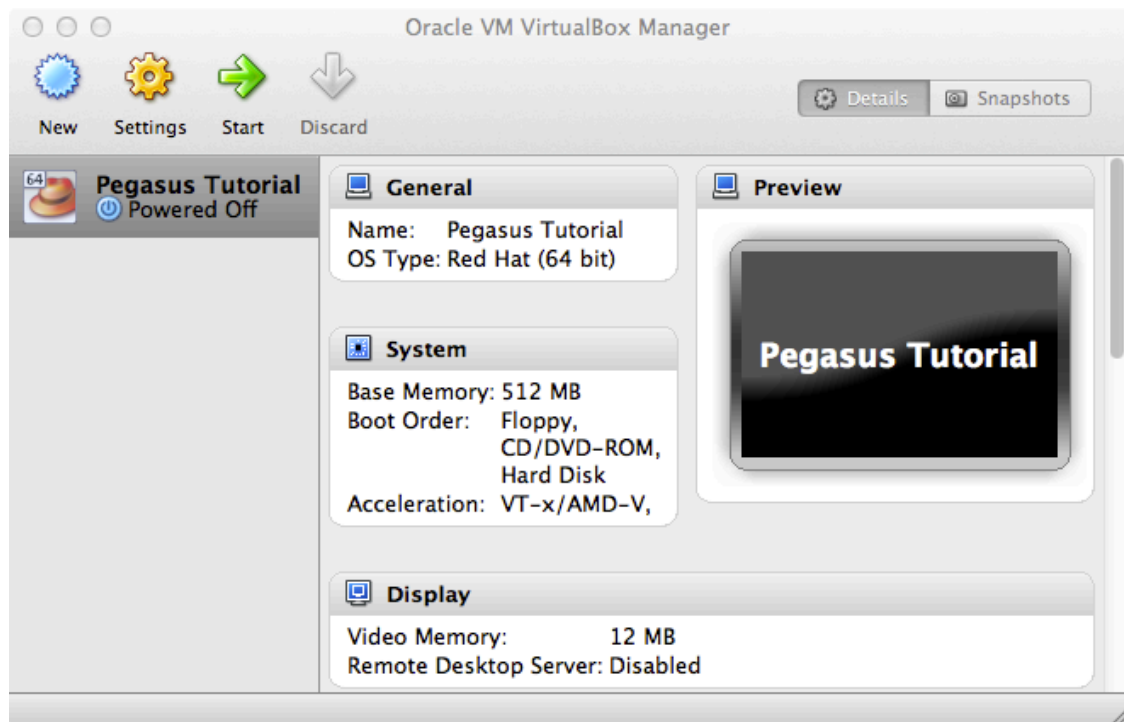 Oracle VM VirtualBox Manager
New Settings Start Discard
Details Snapshots
64
Pegasus Tutorial
Powered Off
General
Name: Pegasus Tutorial
OS Type: Red Hat (64 bit)
Preview
Pegasus Tutorial
System
Base Memory: 512 MB
Boot Order: Floppy,
CD/DVD-ROM,
Hard Disk
Acceleration: VT-x/AMD-V,
Display
Video Memory: 12 MB
Remote Desktop Server: Disabled